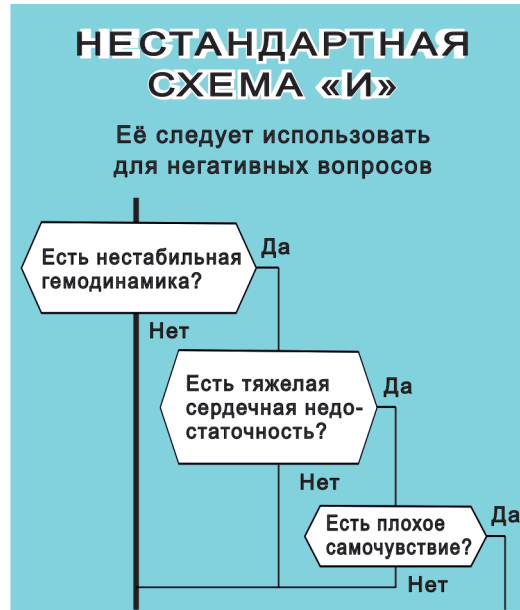 НЕСТАНДАРТНАЯ
СХЕМА «И»
Её следует использовать
для негативных вопросов
Есть нестабильная
гемодинамика?
Да
Нет
Есть тяжелая
сердечная недо-
статочность?
Да
Нет
Есть плохое
самочувствие?
Да
Нет